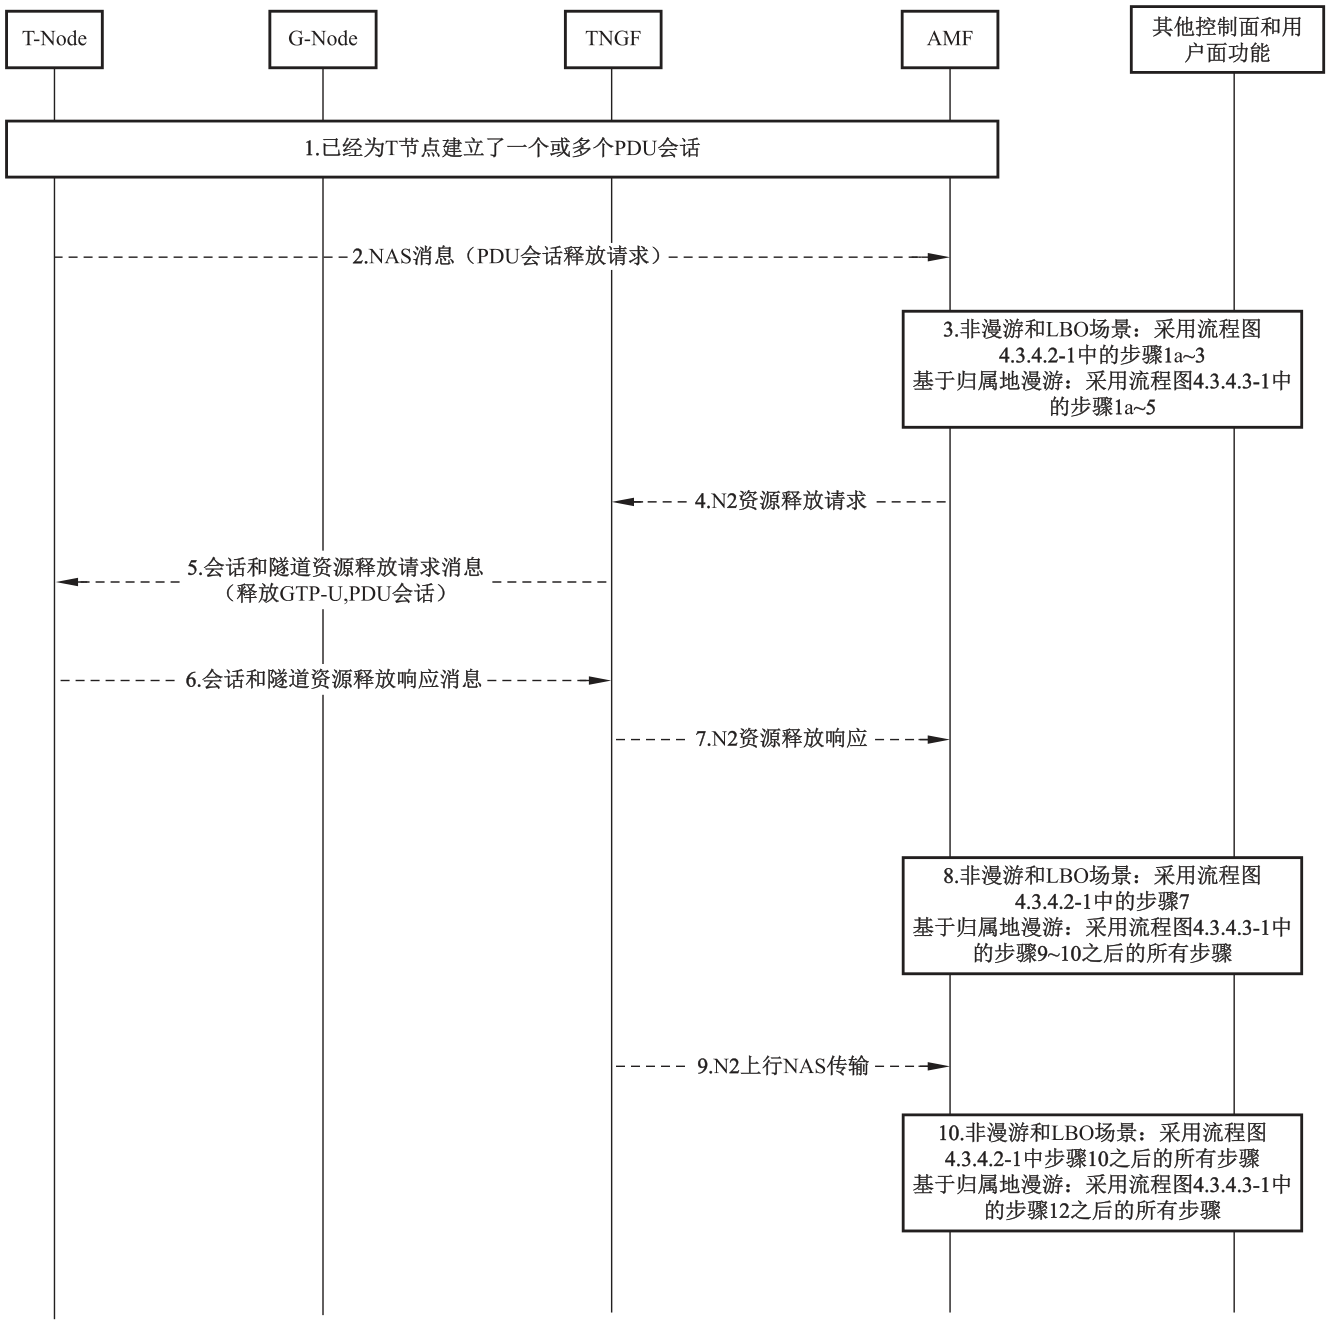 T-Node
G-Node
TNGF
AMF
其他控制面和用
户面功能
1.已经为T节点建立了一个或多个PDU会话
2.NAS消息（PDU会话释放请求）
3.非漫游和LBO场景：采用流程图
4.3.4.2-1中的步骤1a~3
基于归属地漫游：采用流程图4.3.4.3-1中
的步骤1a~5
4.N2资源释放请求
5.会话和隧道资源释放请求消息
（释放GTP-U,PDU会话）
6.会话和隧道资源释放响应消息
7.N2资源释放响应
8.非漫游和LBO场景：采用流程图
4.3.4.2-1中的步骤7
基于归属地漫游：采用流程图4.3.4.3-1中
的步骤9~10之后的所有步骤
9.N2上行NAS传输
10.非漫游和LBO场景：采用流程图
4.3.4.2-1中步骤10之后的所有步骤
基于归属地漫游：采用流程图4.3.4.3-1中
的步骤12之后的所有步骤